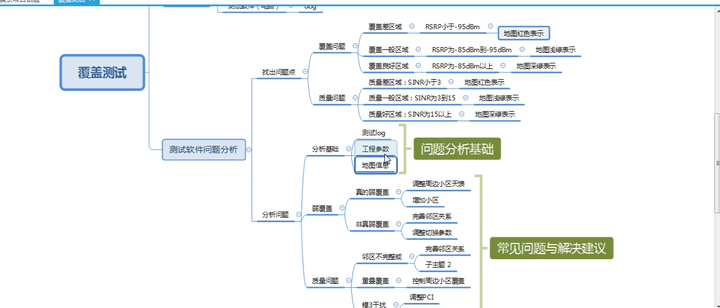 覆盖测试
覆盖差区域
RSRP小于-95dBm
地图红色表示
覆盖问题
覆盖一般区域
RSRP为-85dBm到-95dBm
地图浅绿表示
覆盖良好区域
RSRP为-85dBm以上
地图深绿表示
找出问题点
质量差区域：SINR小于3
地图红色表示
质量问题
质量一般区域：SINR为3到15
地图浅绿表示
质量好区域：SINR为15以上
地图深绿表示
测试软件问题分析
测试log
分析基础
工程参数
地图信息
问题分析基础
分析问题
弱覆盖
真的弱覆盖
调整周边小区天馈
增加小区
非真弱覆盖
完善邻区关系
调整切换参数
常见问题与解决建议
质量问题
邻区不完整或
完善邻区关系
子主题 2
重叠覆盖
控制周边小区覆盖
模3干扰
调整PCI